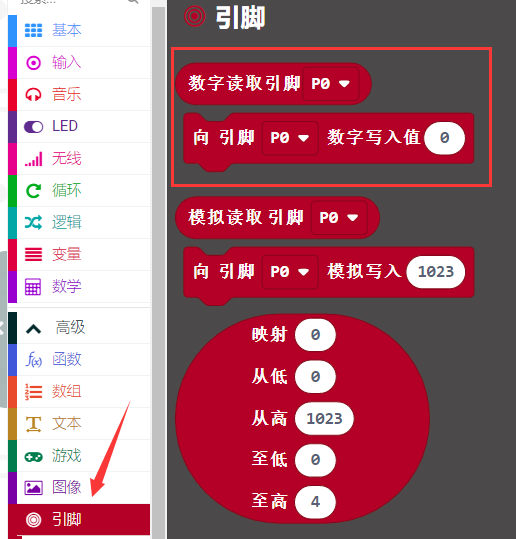 搜索...
基本
输入
音乐
LED
无线
循环
逻辑
变量
数学
高级
函数
数组
文本
游戏
图像
引脚
引脚
数字读取引脚 P0
向 引脚 P0 数字写入值 0
模拟读取 引脚 P0
向 引脚 P0 模拟写入 1023
映射 0
从低 0
从高 1023
至低 0
至高 4